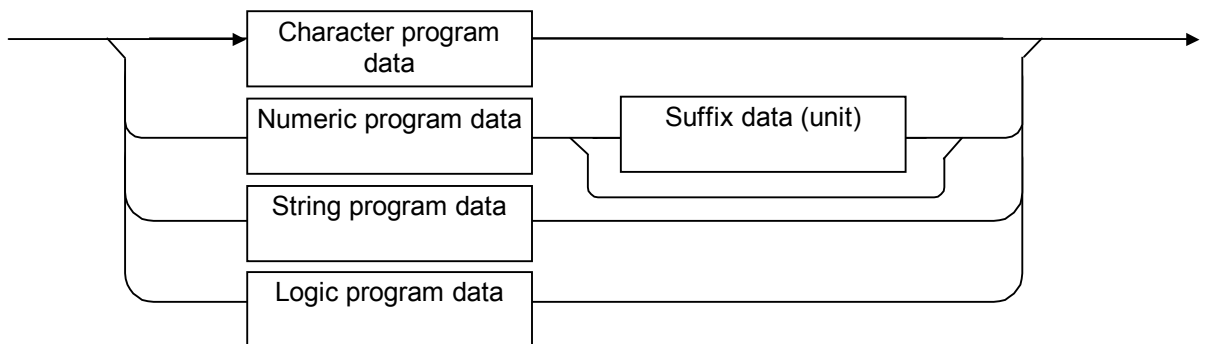 Character program
data
Numeric program data
Suffix data (unit)
String program data
Logic program data